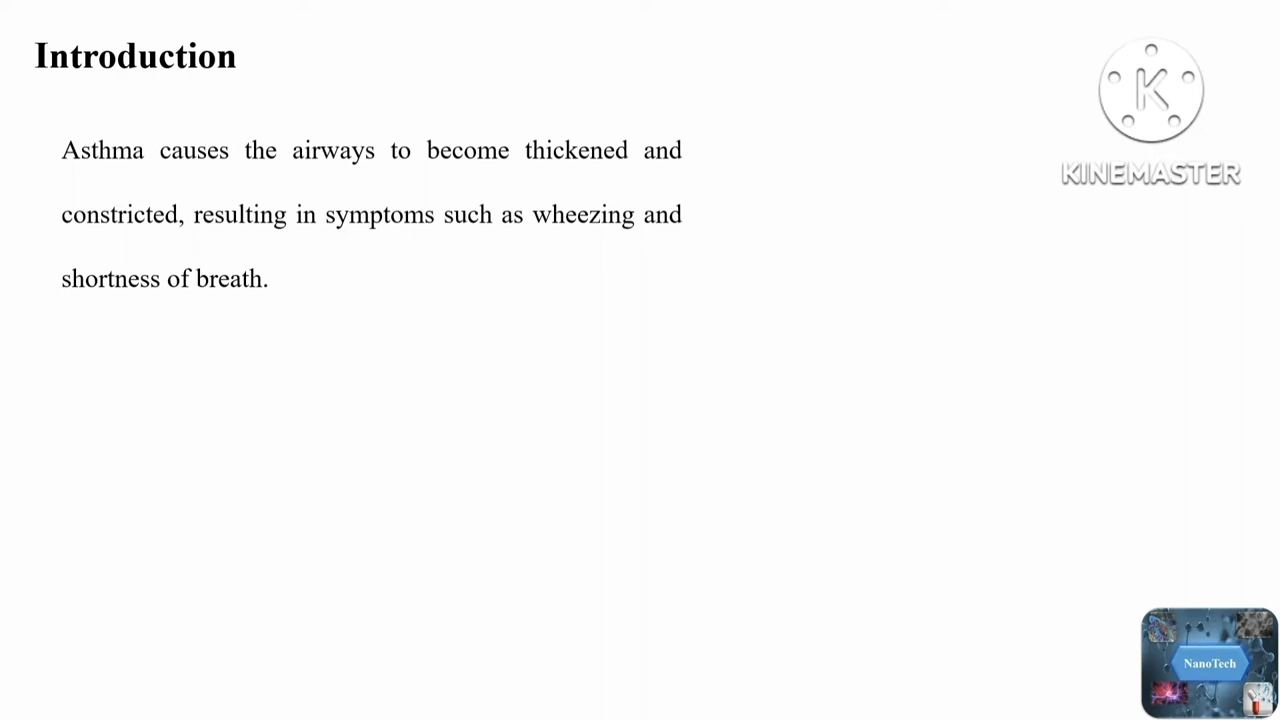 Introduction
Asthma causes the airways to become thickened and
constricted, resulting in symptoms such as wheezing and
shortness of breath.
K
KINEMASTER
NanoTech